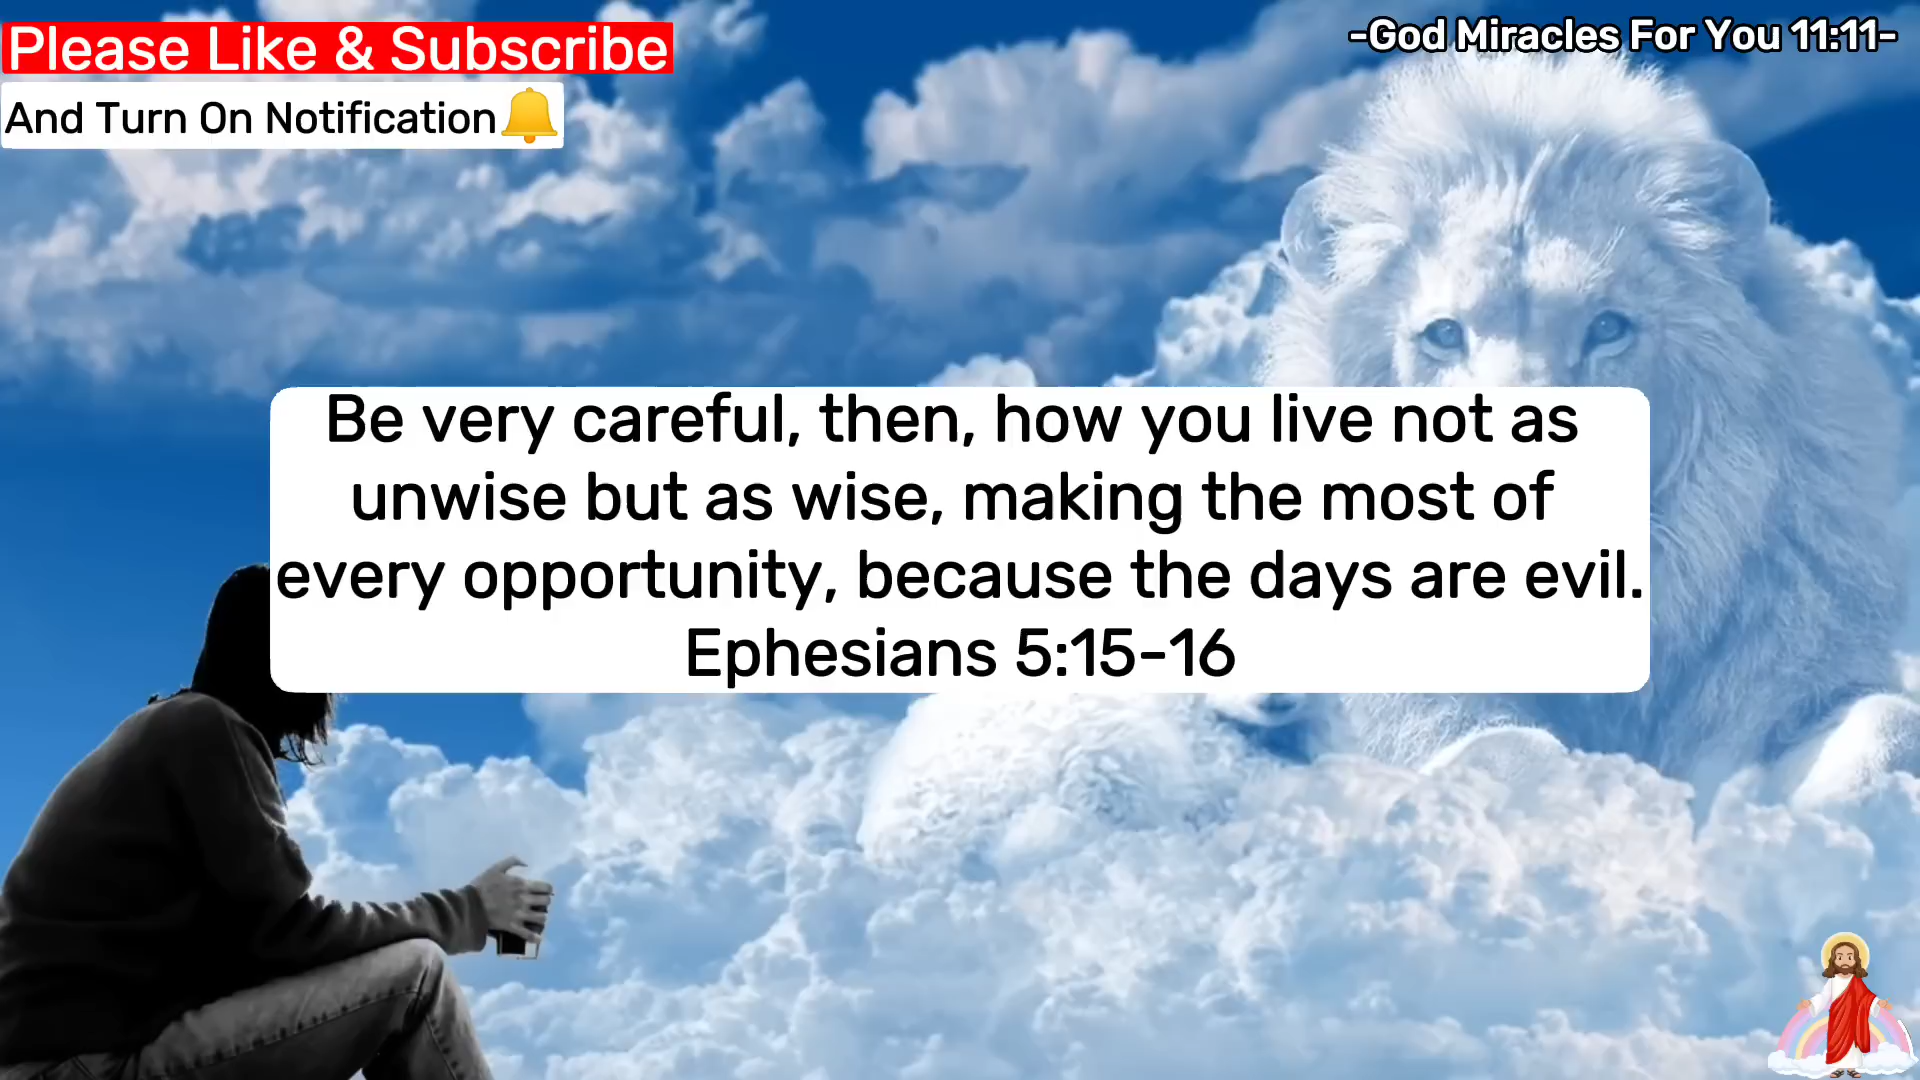 Please Like & Subscribe
-God Miracles For You 11:11-
And Turn On Notification🔔
Be very careful, then, how you live not as
unwise but as wise, making the most of
every opportunity, because the days are evil.
Ephesians 5:15-16